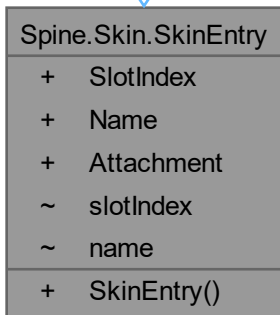 Spine.Skin.SkinEntry
+ SlotIndex
+ Name
+ Attachment
~ slotIndex
~ name
+ SkinEntry()